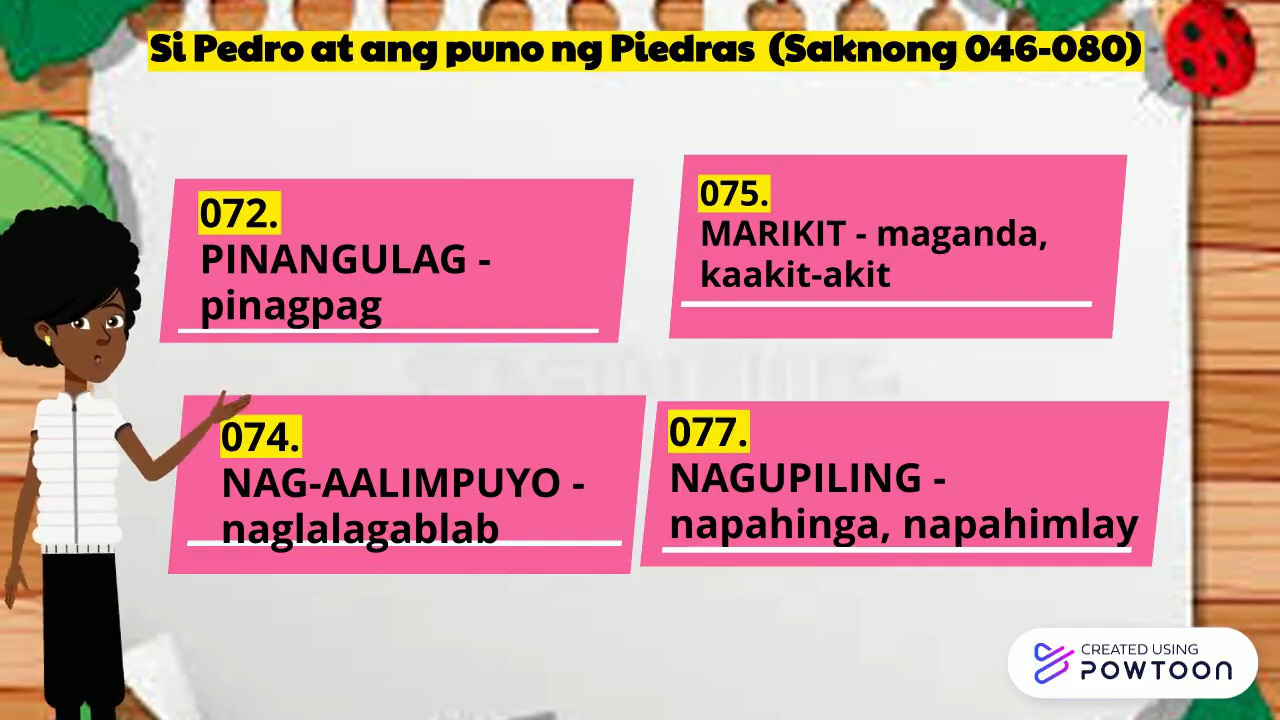 Si Pedro at ang puno ng Piedras (Saknong 046-080)
072.
PINANGULAG -
pinagpag
075.
MARIKIT - maganda,
kaakit-akit
074.
NAG-AALIMPUYO -
naglalagablab
077.
NAGUPILING -
napahinga, napahimlay
CREATED USING
POWTOON